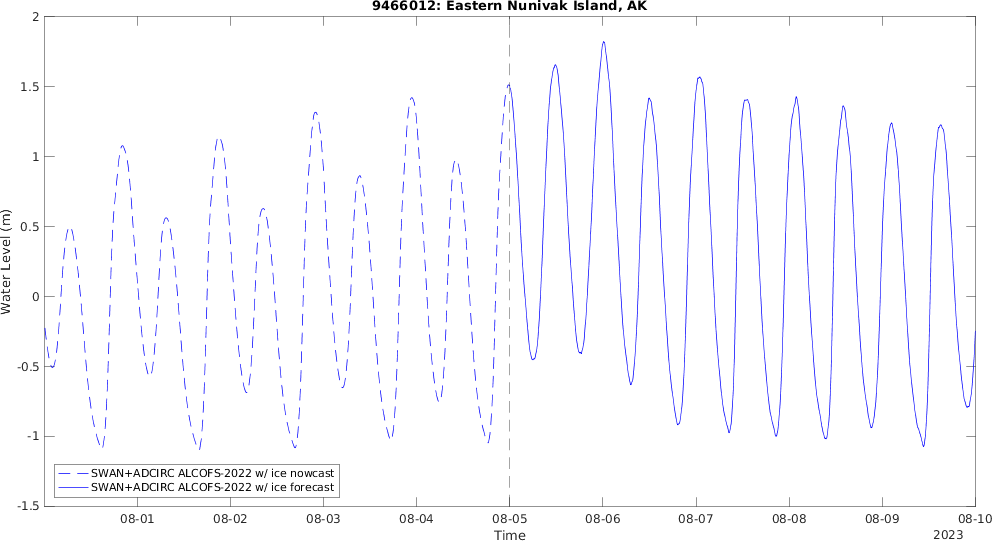 9466012: Eastern Nunivak Island, AK
2
1.5
1
0.5
0
-0.5
-1
-1.5
Water Level (m)
SWAN+ADCIRC ALCOFS-2022 w/ ice nowcast
SWAN+ADCIRC ALCOFS-2022 w/ ice forecast
08-01 08-02 08-03 08-04 08-05 08-06 08-07 08-08 08-09 08-10
Time
2023